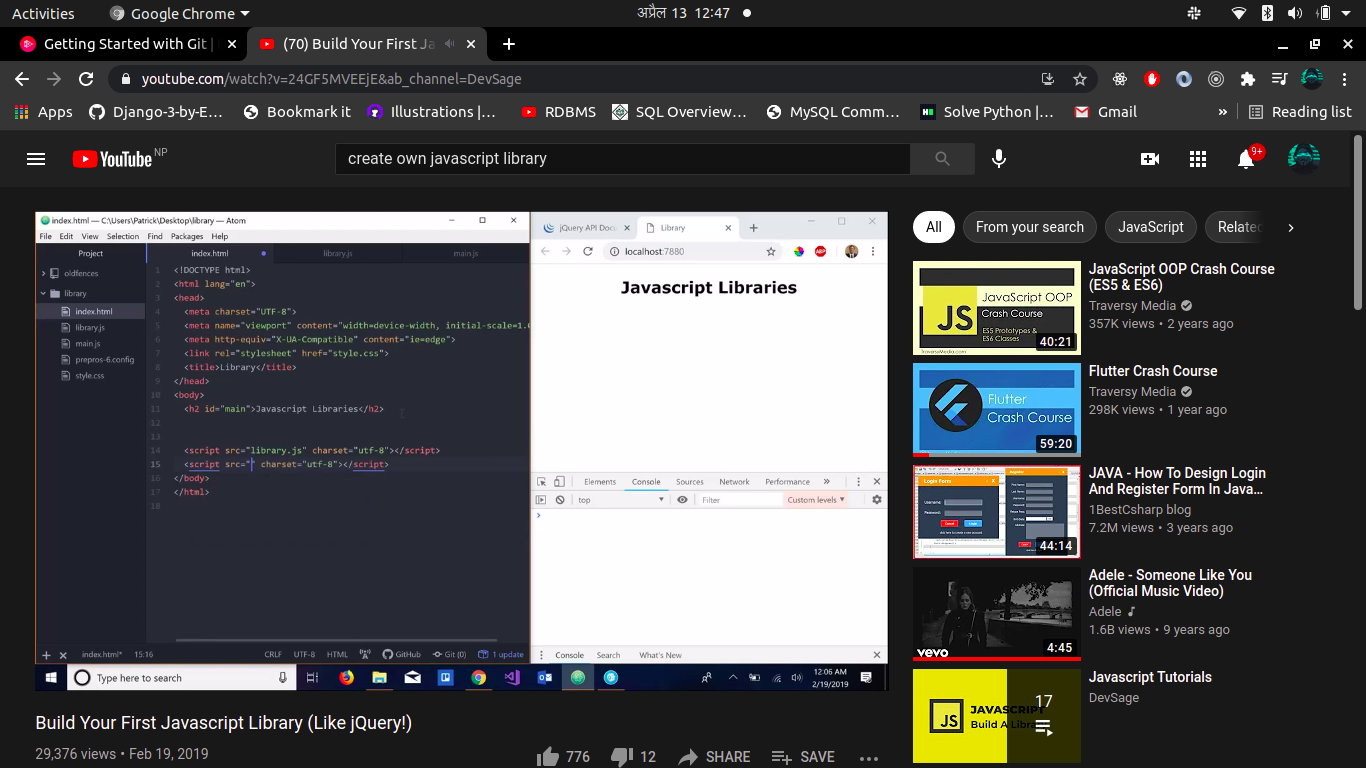 Activities
Google Chrome
अप्रैल 13 12:47
Getting Started with Git |
(70) Build Your First Ja
youtube.com/watch?v=24GF5MVEEjE&ab_channel=DevSage
Apps
Django-3-by-E…
Bookmark it
Illustrations |…
RDBMS
SQL Overview…
MySQL Comm…
Solve Python |…
Gmail
»
Reading list
YouTube NP
create own javascript library
9+
index.html — C:\Users\Patrick\Desktop\library — Atom
File Edit View Selection Find Packages Help
Project
oldfences
library
index.html
library.js
main.js
prepros-6.config
style.css
index.html library.js main.js
1 <!DOCTYPE html>
2 <html lang="en">
3 <head>
4 <meta charset="UTF-8">
5 <meta name="viewport" content="width=device-width, initial-scale=1.0
6 <meta http-equiv="X-UA-Compatible" content="ie=edge">
7 <link rel="stylesheet" href="style.css">
8 <title>Library</title>
9 </head>
10 <body>
11 <h2 id="main">Javascript Libraries</h2>
12
13
14 <script src="library.js" charset="utf-8"></script>
15 <script src="" charset="utf-8"></script>
16 </body>
17 </html>
18
index.html* 15:16 CRLF UTF-8 HTML GitHub Git (0) 1 update
jQuery API Docu
Library
localhost:7880
ABP
Javascript Libraries
Elements Console Sources Network Performance »
top
Filter
Custom levels
Console Search What's New
Type here to search
12:06 AM
2/19/2019
Build Your First Javascript Library (Like jQuery!)
29,376 views • Feb 19, 2019
776
12
SHARE
SAVE
All
From your search
JavaScript
Relate
JS
JavaScript OOP
Crash Course
ES5 Prototypes &
ES6 Classes
TraversyMedia.com
40:21
JavaScript OOP Crash Course
(ES5 & ES6)
Traversy Media
357K views • 2 years ago
Flutter
Crash Course
59:20
Flutter Crash Course
Traversy Media
298K views • 1 year ago
Login Form
Register
44:14
JAVA - How To Design Login
And Register Form In Java…
1BestCsharp blog
7.2M views • 3 years ago
vevo
4:45
Adele - Someone Like You
(Official Music Video)
Adele
1.6B views • 9 years ago
JS
JAVASCRIPT
Build A Library
17
Javascript Tutorials
DevSage